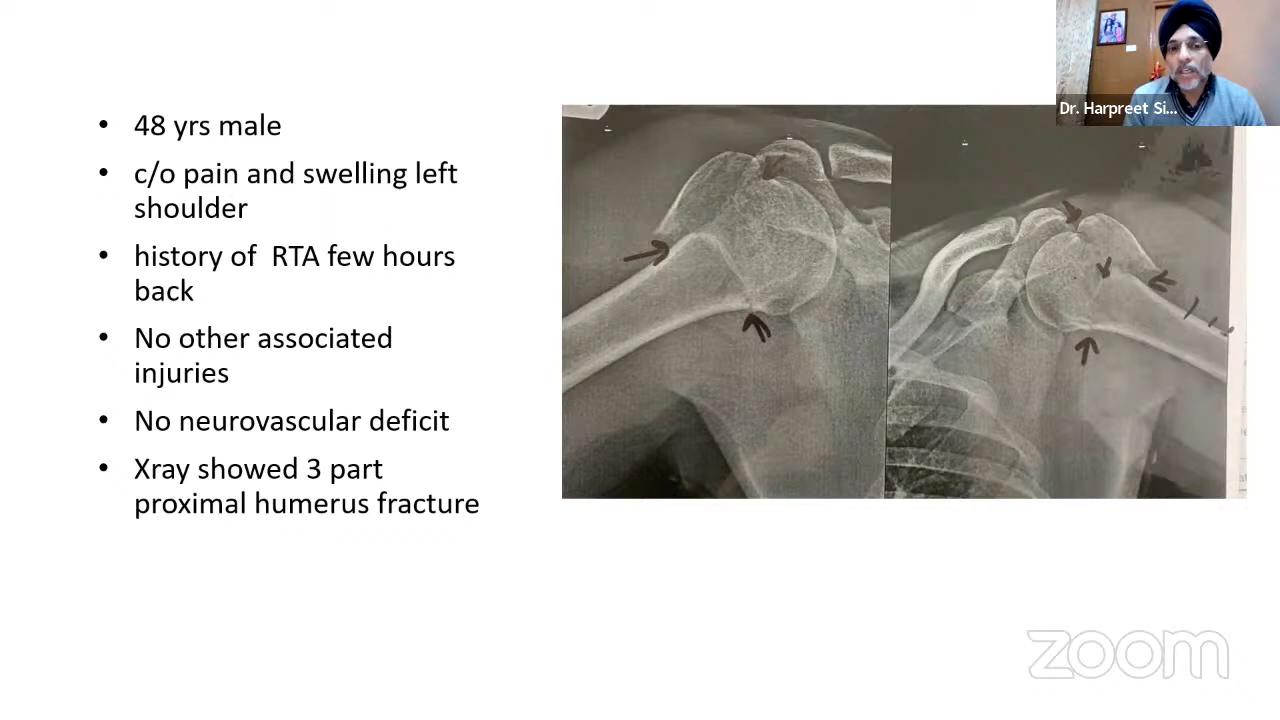 Dr. Harpreet Si...
• 48 yrs male
• c/o pain and swelling left
shoulder
• history of  RTA few hours
back
• No other associated
injuries
• No neurovascular deficit
• Xray showed 3 part
proximal humerus fracture
zoom